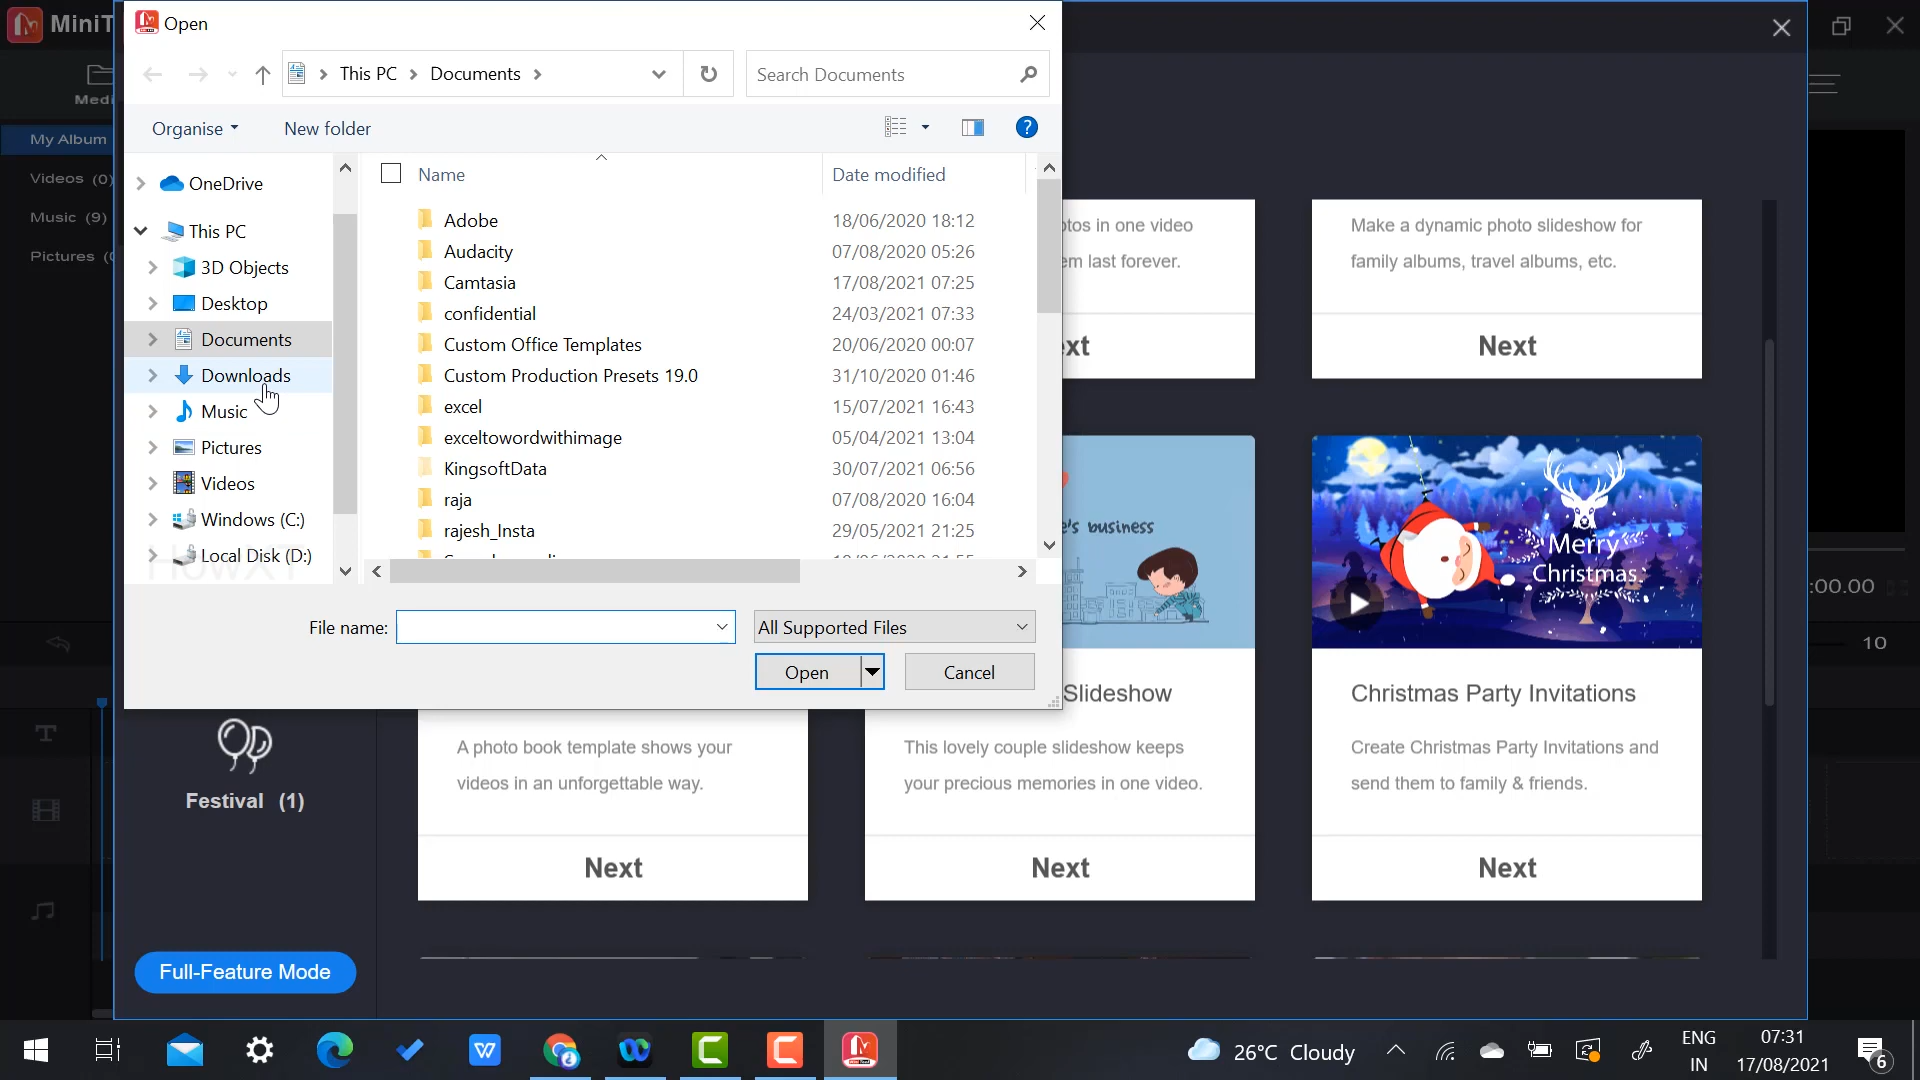 MiniT
Open
This PC
Documents
Search Documents
Organise
New folder
Medi
My Album
Videos (0)
Music (9)
Pictures (
OneDrive
This PC
3D Objects
Desktop
Documents
Downloads
Music
Pictures
Videos
Windows (C:)
Local Disk (D:)
Name
Date modified
Adobe
18/06/2020 18:12
Audacity
07/08/2020 05:26
Camtasia
17/08/2021 07:25
confidential
24/03/2021 07:33
Custom Office Templates
20/06/2020 00:07
Custom Production Presets 19.0
31/10/2020 01:46
excel
15/07/2021 16:43
exceltowordwithimage
05/04/2021 13:04
KingsoftData
30/07/2021 06:56
raja
07/08/2020 16:04
rajesh_Insta
29/05/2021 21:25
File name:
All Supported Files
Open
Cancel
tos in one video
em last forever.
xt
Make a dynamic photo slideshow for
family albums, travel albums, etc.
Next
e's business
Merry
Christmas
:00.00
10
Slideshow
Christmas Party Invitations
A photo book template shows your
videos in an unforgettable way.
This lovely couple slideshow keeps
your precious memories in one video.
Create Christmas Party Invitations and
send them to family & friends.
Next
Next
Next
Festival (1)
Full-Feature Mode
26°C Cloudy
ENG
IN
07:31
17/08/2021
6